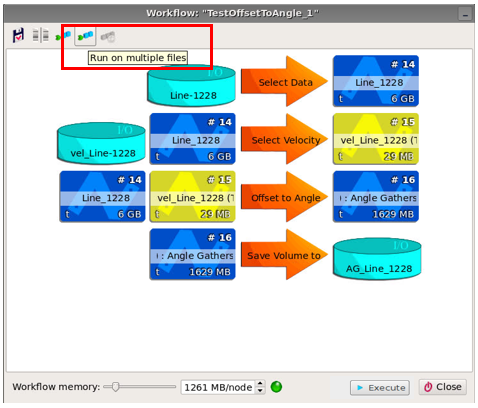 Workflow: "TestOffsetToAngle_1"
Run on multiple files
I/O
Line-1228
Select Data
# 14
Line_1228
t 6 GB
I/O
vel_Line-1228
# 14
Line_1228
t 6 GB
Select Velocity
# 15
vel_Line_1228 (T
t 29 MB
# 14
Line_1228
t 6 GB
# 15
vel_Line_1228 (T
t 29 MB
Offset to Angle
# 16
) : Angle Gathers
t 1629 MB
# 16
) : Angle Gathers
t 1629 MB
Save Volume to
I/O
AG_Line_1228
Workflow memory: 1261 MB/node Execute Close